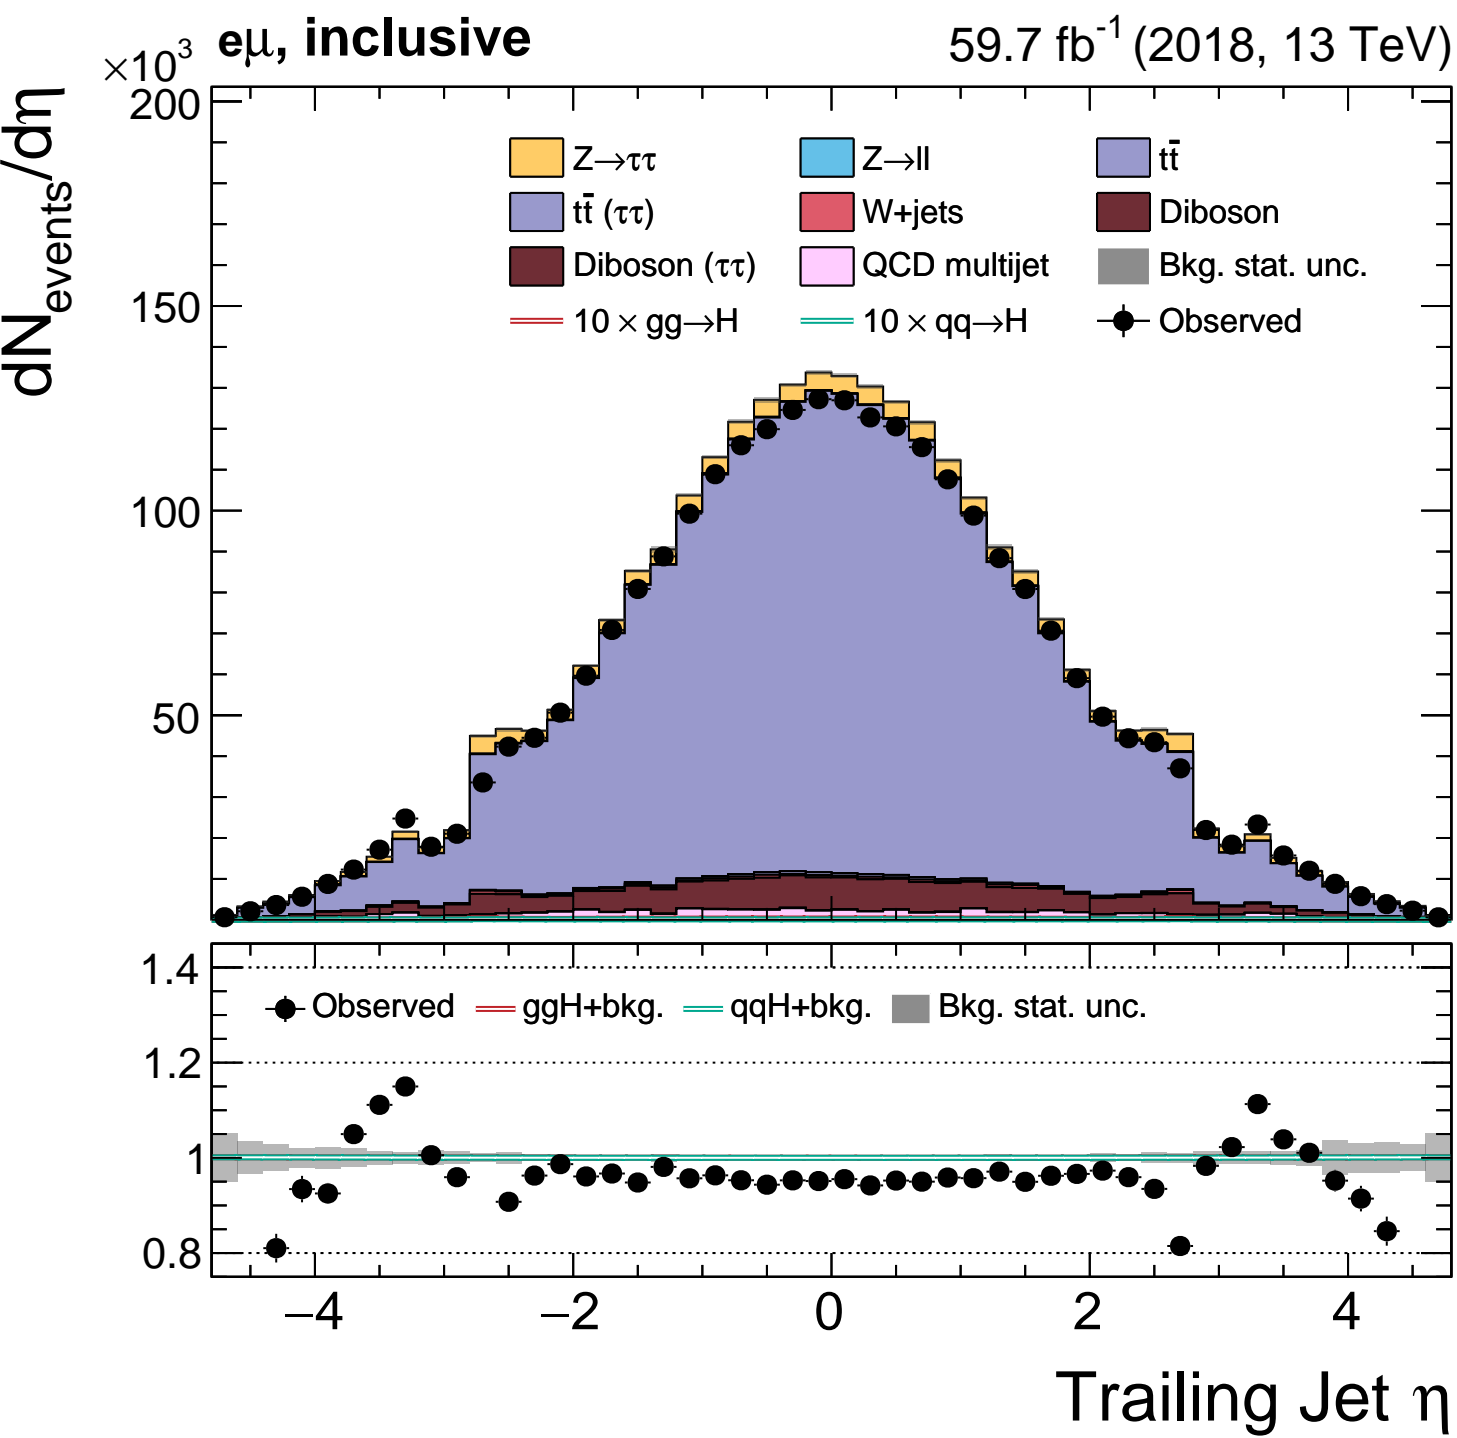 eμ, inclusive 59.7 fb⁻¹ (2018, 13 TeV)
×10³
dN_events/dη
200
150
100
50
Z→ττ Z→ll tt̄
tt̄ (ττ) W+jets Diboson
Diboson (ττ) QCD multijet Bkg. stat. unc.
10 × gg→H 10 × qq→H Observed
1.4
1.2
1
0.8
Observed ggH+bkg. qqH+bkg. Bkg. stat. unc.
−4 −2 0 2 4
Trailing Jet η